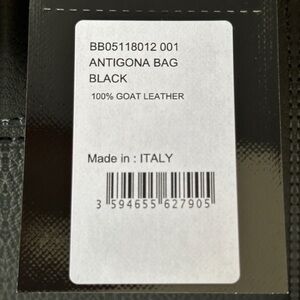 BB05118012 001
ANTIGONA BAG
BLACK
100% GOAT LEATHER
Made in : ITALY
3 594655 627905